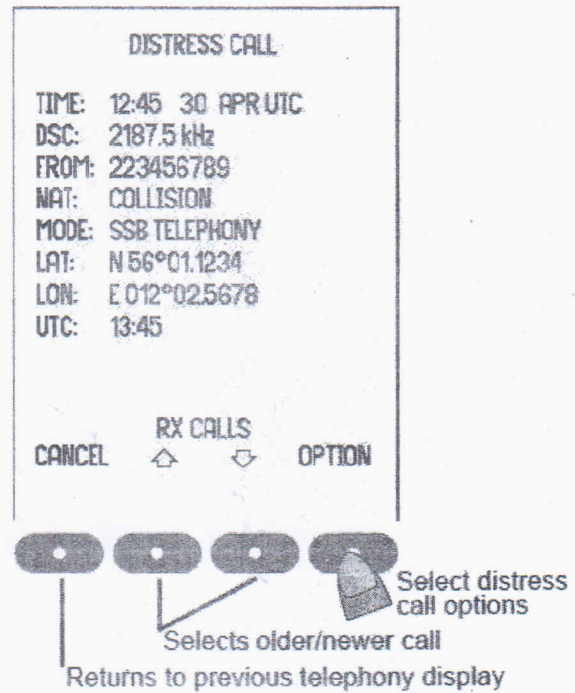 DISTRESS CALL
TIME: 12:45 30 APR UTC
DSC: 2187.5 kHz
FROM: 223456789
NAT: COLLISION
MODE: SSB TELEPHONY
LAT: N 56°01.1234
LON: E 012°02.5678
UTC: 13:45
RX CALLS
CANCEL OPTION
Select distress
call options
Selects older/newer call
Returns to previous telephony display